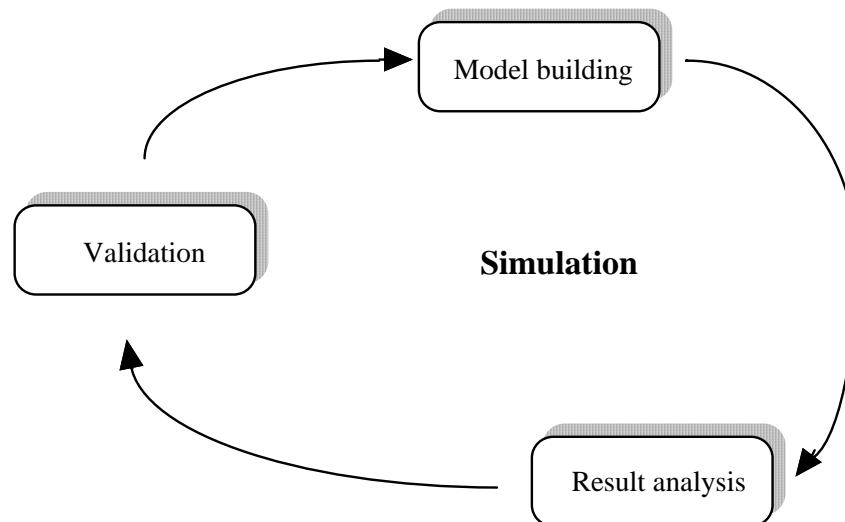 Model building
Validation
Simulation
Result analysis